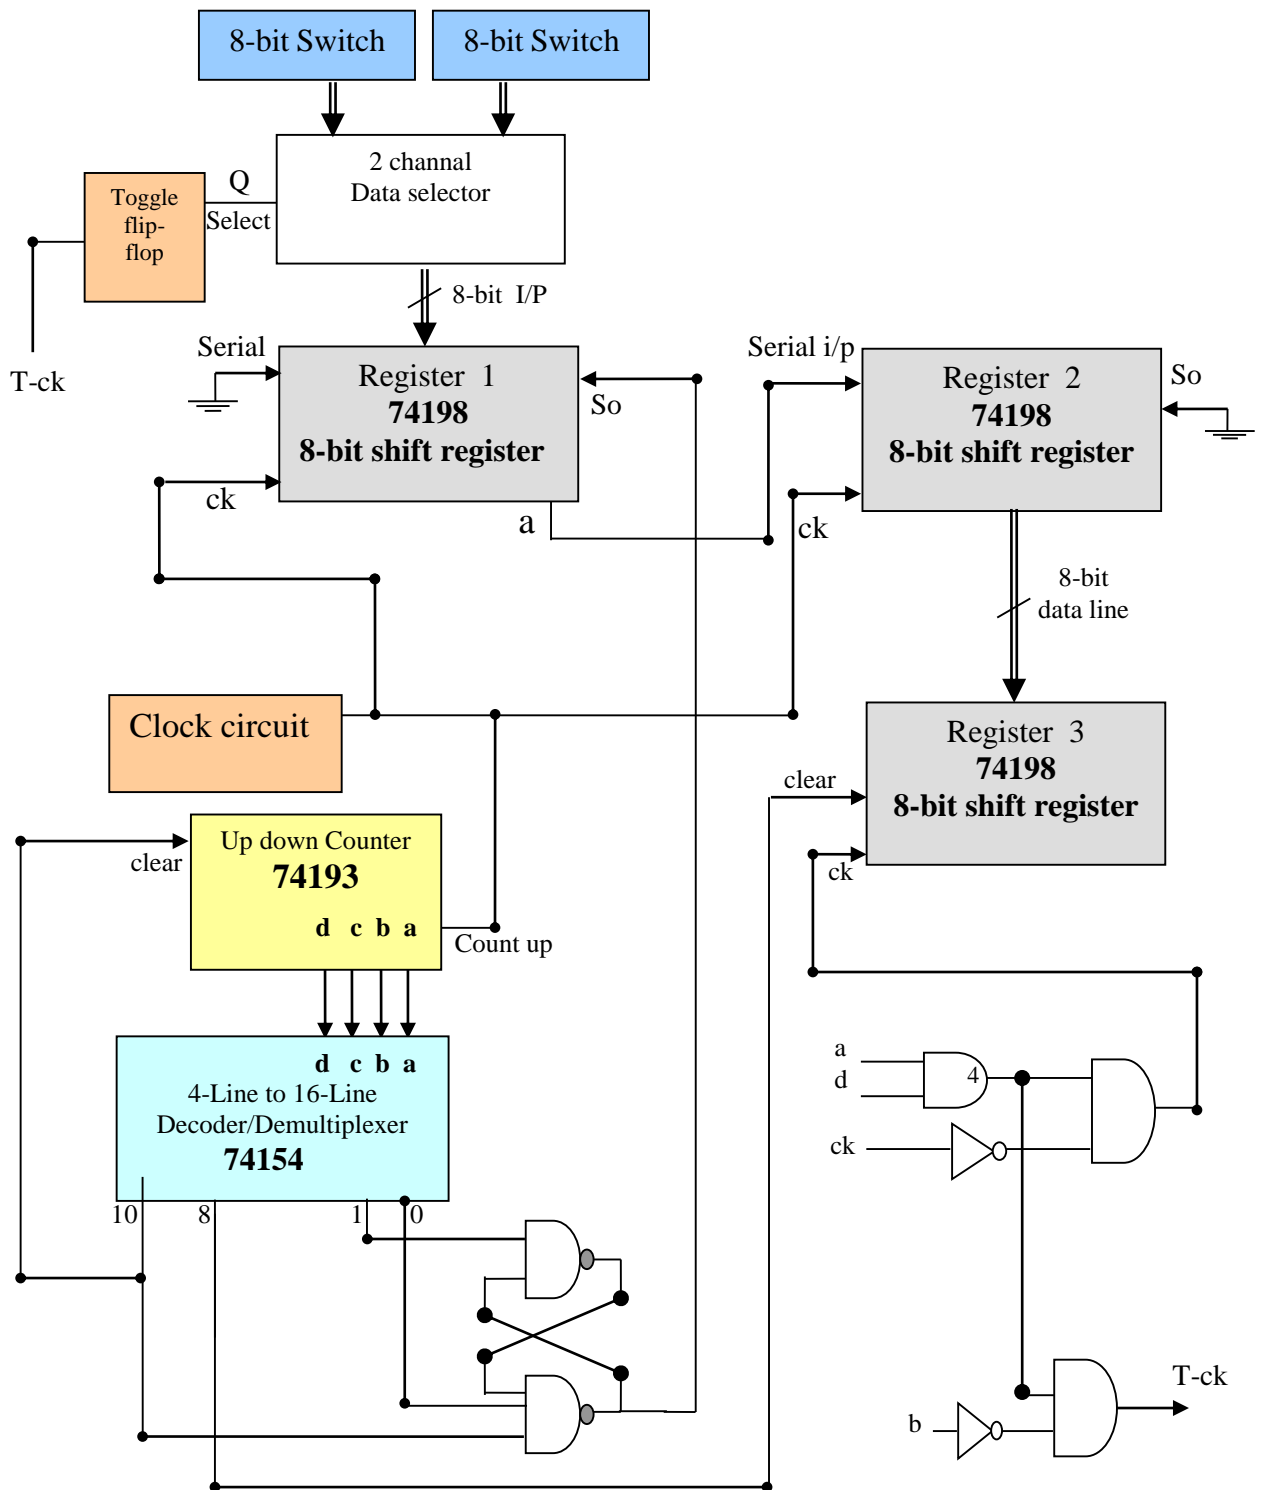 8-bit Switch
8-bit Switch
2 channel
Data selector
Toggle
flip-
flop
Q
Select
T-ck
8-bit I/P
Serial
Register 1
74198
8-bit shift register
So
ck
a
Serial i/p
Register 2
74198
8-bit shift register
So
ck
8-bit
data line
Clock circuit
Register 3
74198
8-bit shift register
clear
ck
Up down Counter
74193
d c b a
clear
Count up
d c b a
4-Line to 16-Line
Decoder/Demultiplexer
74154
10 8 1 0
a
d
4
ck
b
T-ck